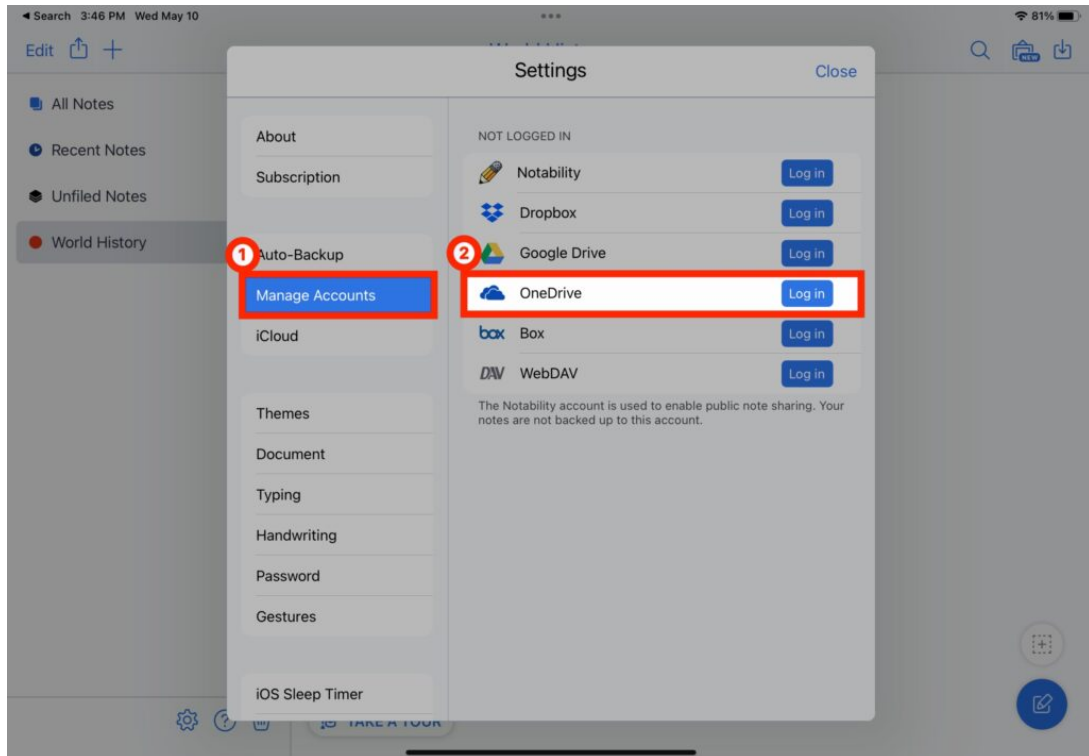 Search 3:46 PM Wed May 10
81%
Edit
Settings
Close
NEW
All Notes
Recent Notes
Unfiled Notes
World History
About
Subscription
1
Auto-Backup
Manage Accounts
iCloud
Themes
Document
Typing
Handwriting
Password
Gestures
iOS Sleep Timer
NOT LOGGED IN
Notability Log in
Dropbox Log in
2
Google Drive Log in
OneDrive Log in
box Box Log in
DAV WebDAV Log in
The Notability account is used to enable public note sharing. Your
notes are not backed up to this account.
TAKE A TOUR